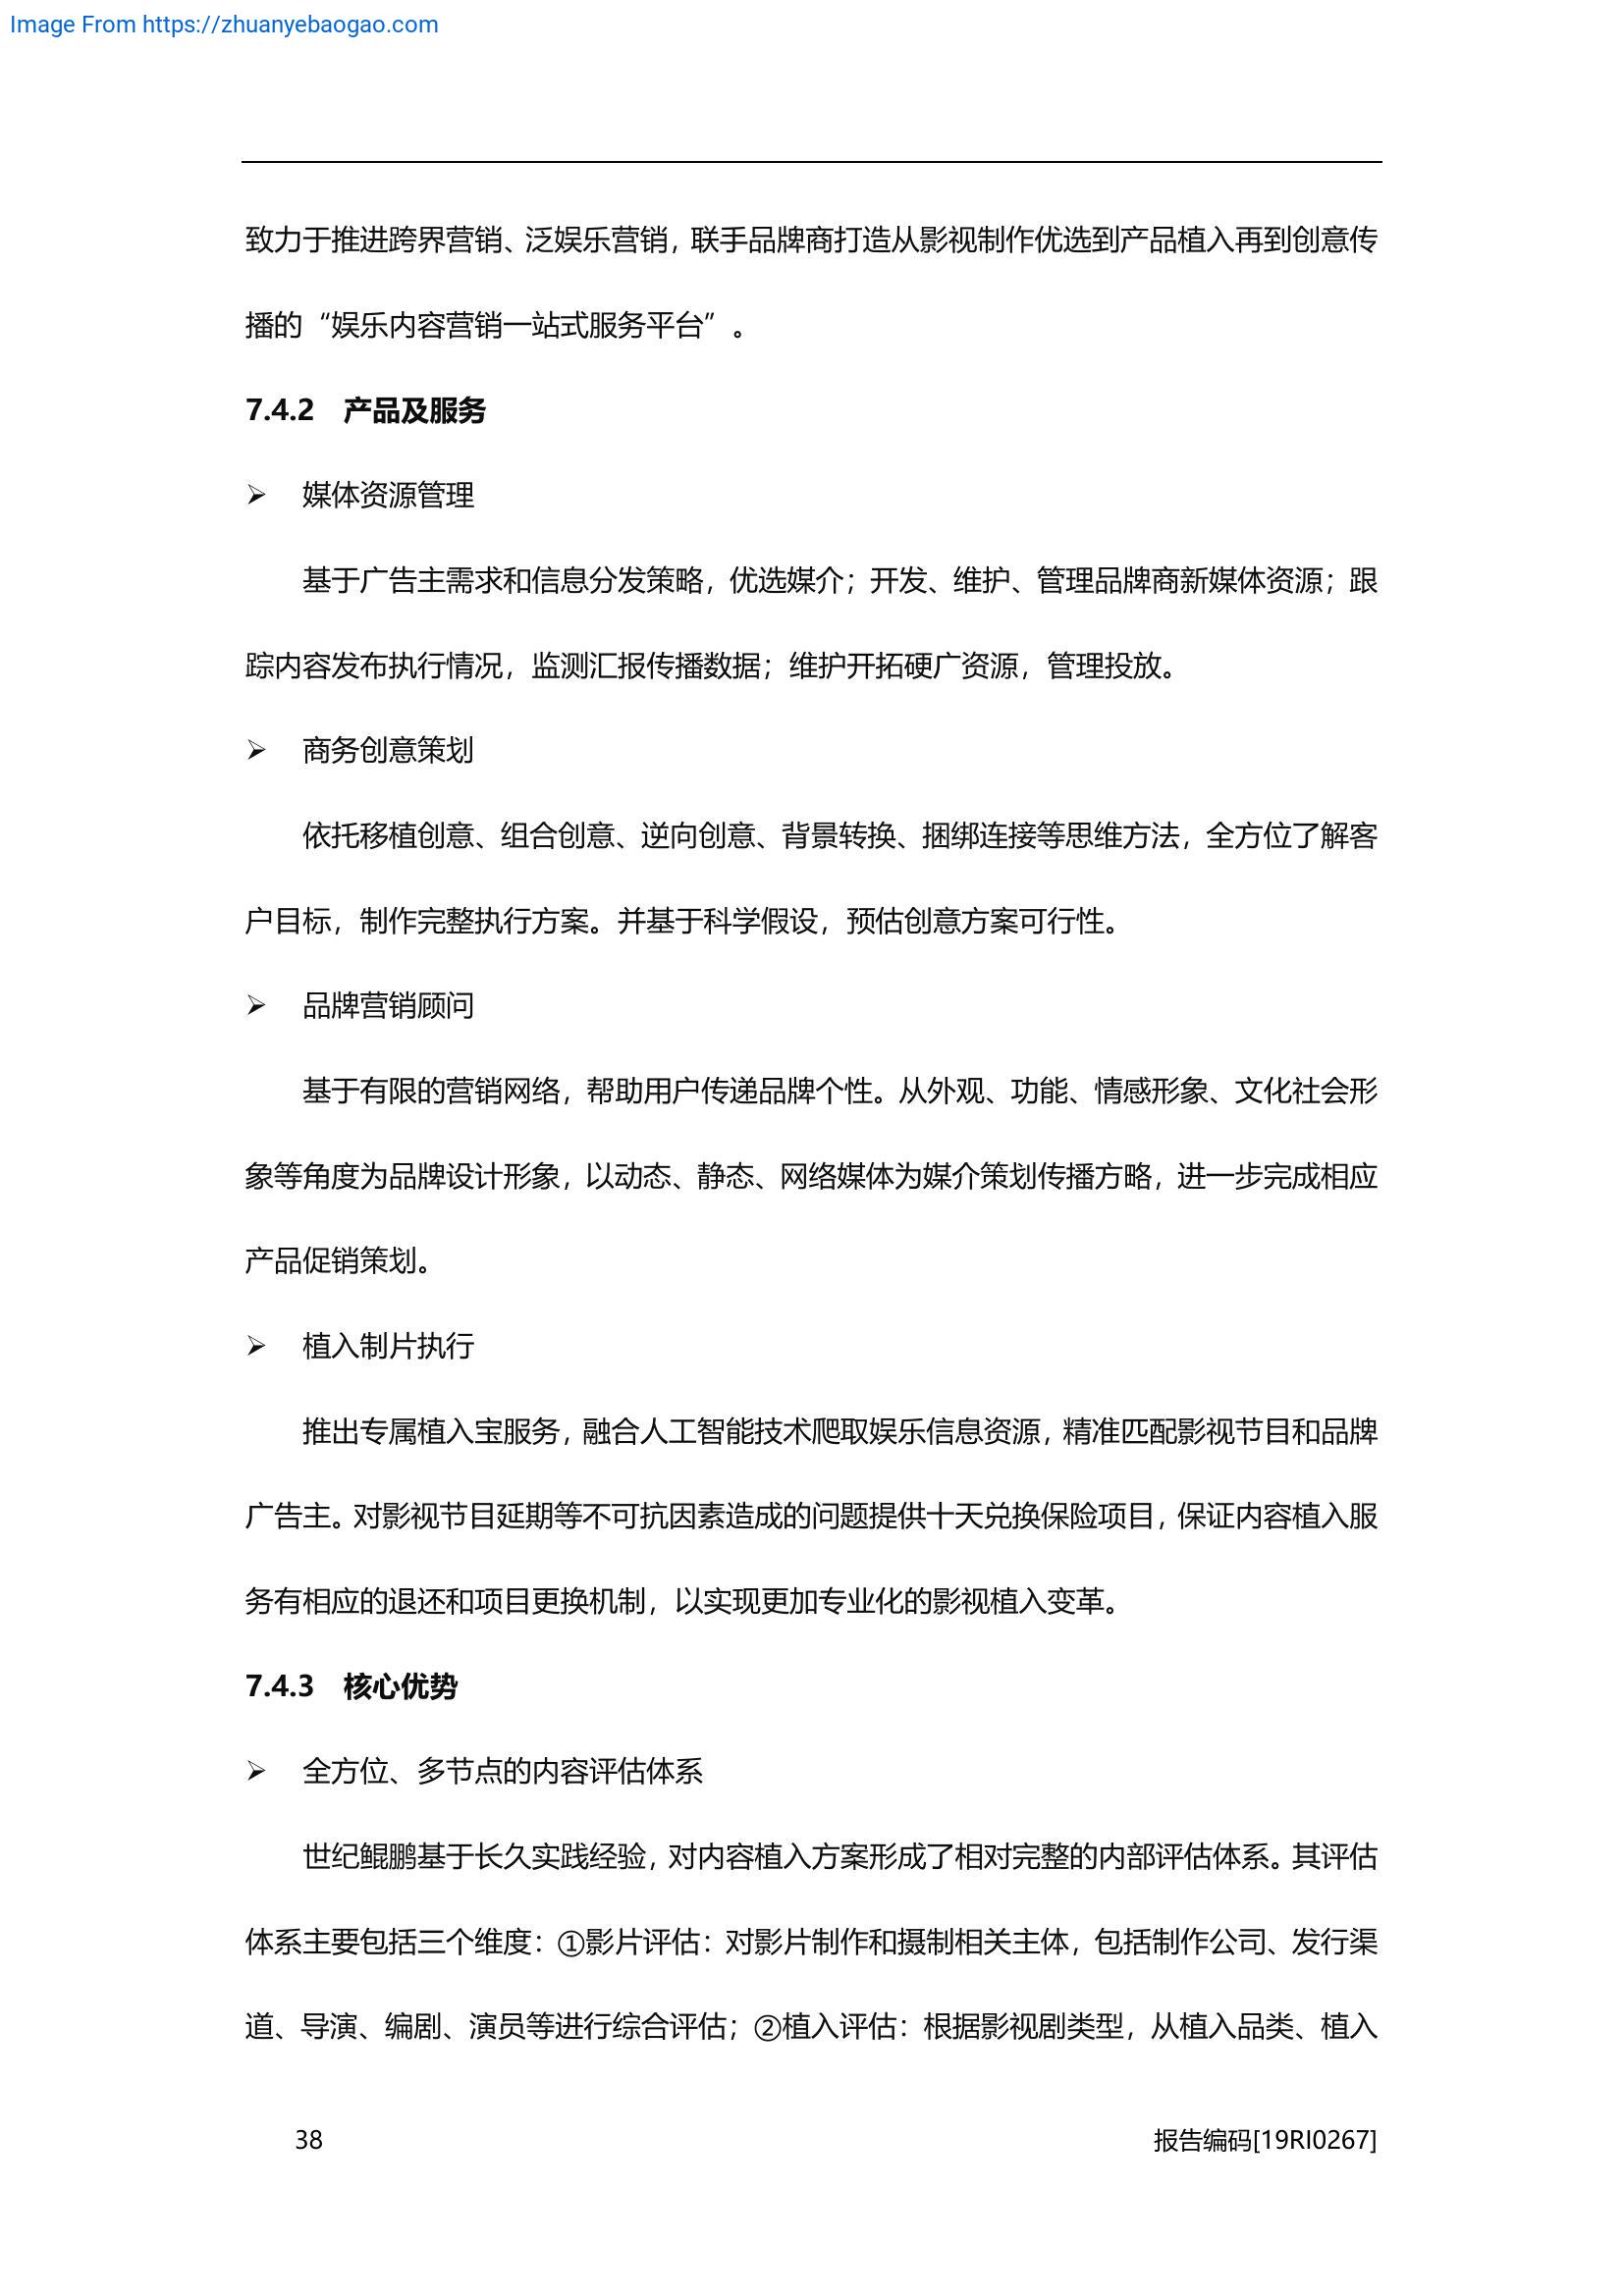 Image From https://zhuanyebaogao.com
致力于推进跨界营销、泛娱乐营销，联手品牌商打造从影视制作优选到产品植入再到创意传
播的“娱乐内容营销一站式服务平台”。
7.4.2 产品及服务
➢ 媒体资源管理
基于广告主需求和信息分发策略，优选媒介；开发、维护、管理品牌商新媒体资源；跟
踪内容发布执行情况，监测汇报传播数据；维护开拓硬广资源，管理投放。
➢ 商务创意策划
依托移植创意、组合创意、逆向创意、背景转换、捆绑连接等思维方法，全方位了解客
户目标，制作完整执行方案。并基于科学假设，预估创意方案可行性。
➢ 品牌营销顾问
基于有限的营销网络，帮助用户传递品牌个性。从外观、功能、情感形象、文化社会形
象等角度为品牌设计形象，以动态、静态、网络媒体为媒介策划传播方略，进一步完成相应
产品促销策划。
➢ 植入制片执行
推出专属植入宝服务，融合人工智能技术爬取娱乐信息资源，精准匹配影视节目和品牌
广告主。对影视节目延期等不可抗因素造成的问题提供十天兑换保险项目，保证内容植入服
务有相应的退还和项目更换机制，以实现更加专业化的影视植入变革。
7.4.3 核心优势
➢ 全方位、多节点的内容评估体系
世纪鲲鹏基于长久实践经验，对内容植入方案形成了相对完整的内部评估体系。其评估
体系主要包括三个维度：①影片评估：对影片制作和摄制相关主体，包括制作公司、发行渠
道、导演、编剧、演员等进行综合评估；②植入评估：根据影视剧类型，从植入品类、植入
38 报告编码[19RI0267]